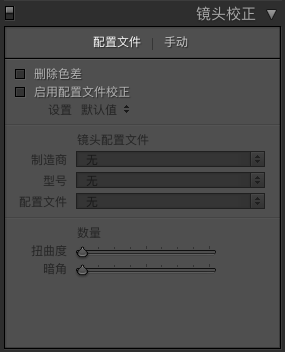 镜头校正
配置文件 | 手动
删除色差
启用配置文件校正
设置 默认值
镜头配置文件
制造商 无
型号 无
配置文件 无
数量
扭曲度
暗角